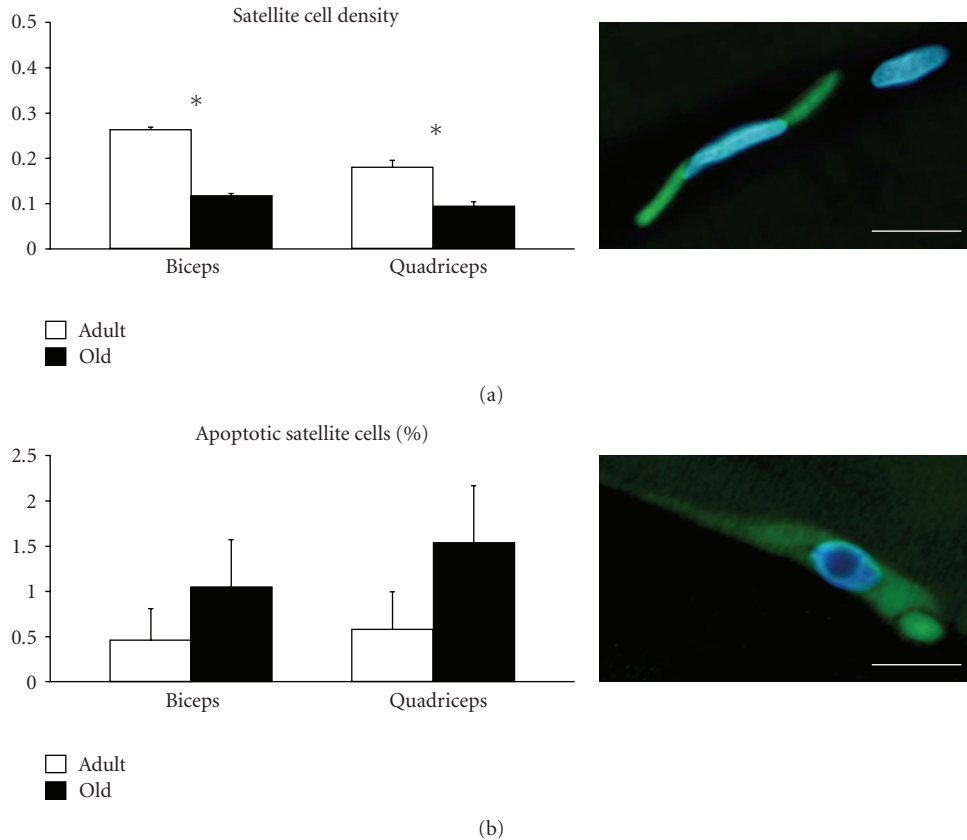 Satellite cell density
0.5
0.4
0.3
0.2
0.1
0
*
*
Biceps
Quadriceps
Adult
Old
(a)
Apoptotic satellite cells (%)
2.5
2
1.5
1
0.5
0
Biceps
Quadriceps
Adult
Old
(b)